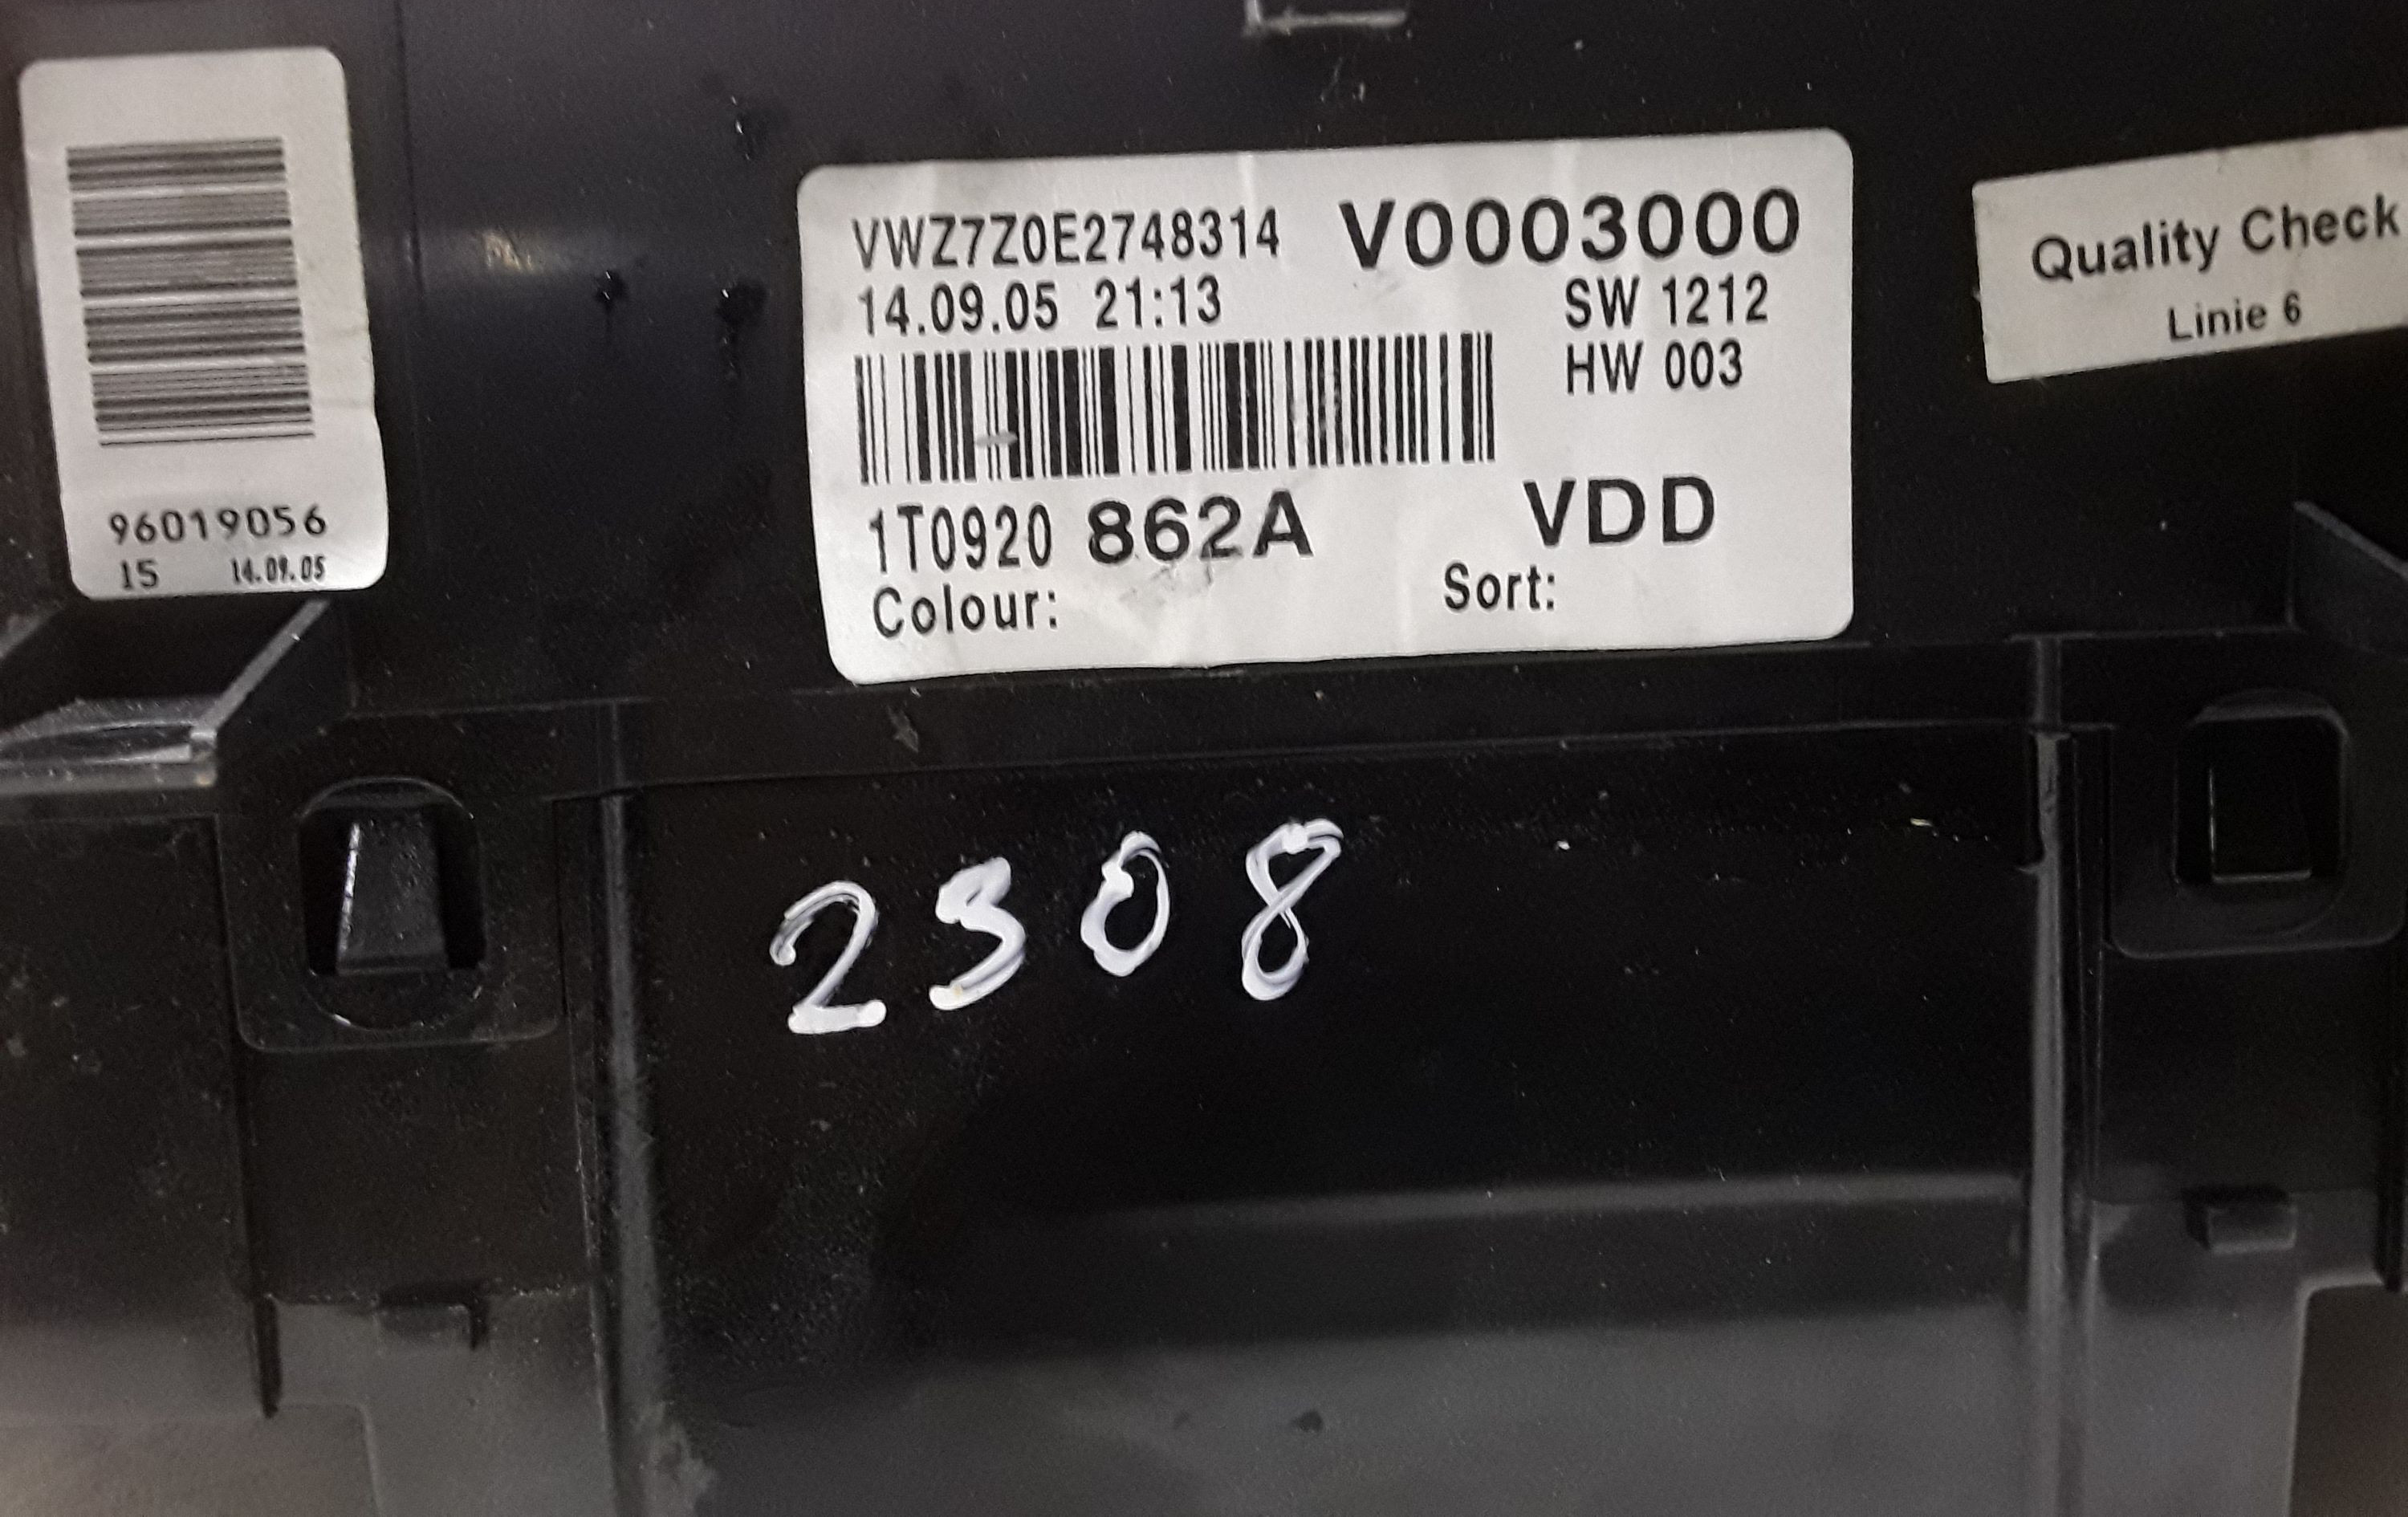 96019056
15 14.09.05
VWZ7Z0E2748314 V0003000
14.09.05 21:13 SW 1212
HW 003
1T0920 862A VDD
Colour: Sort:
Quality Check
Linie 6
2308